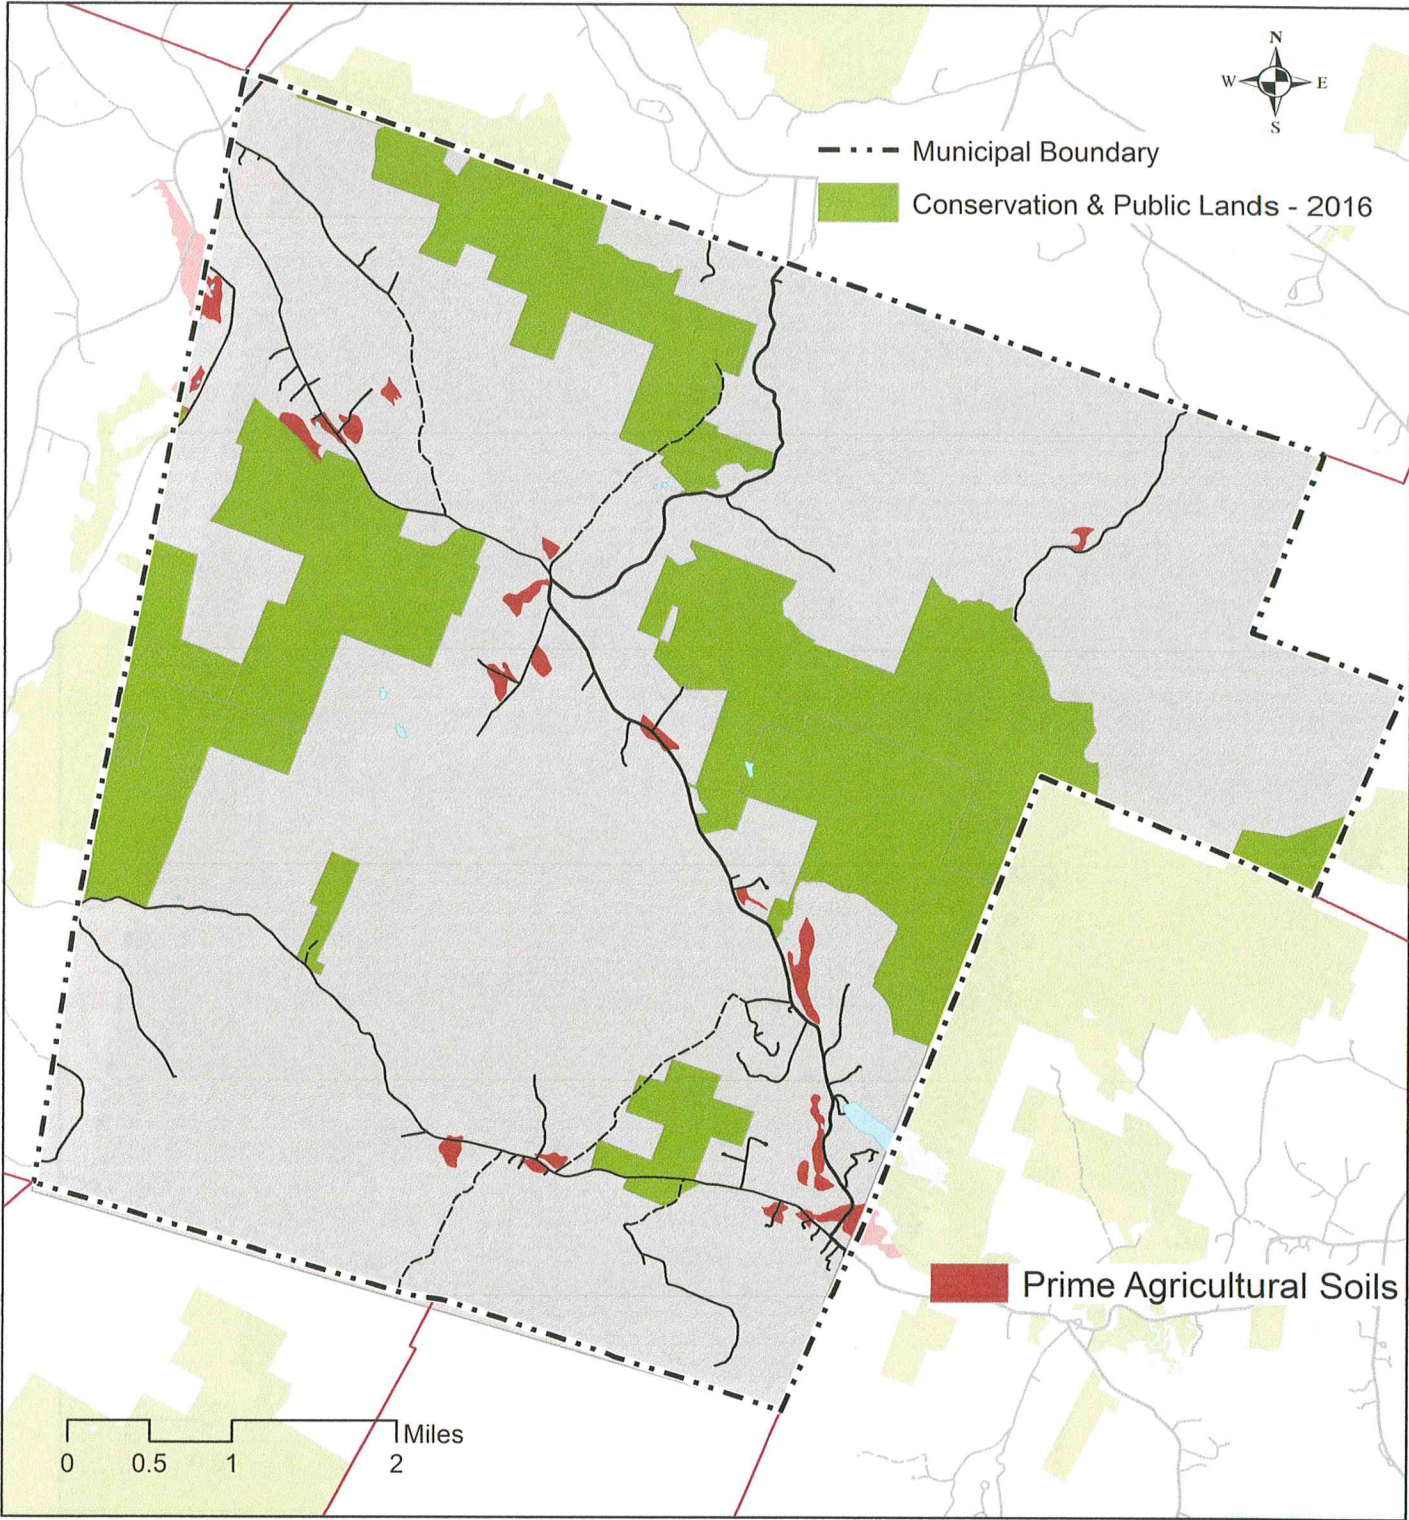 N
W E
S
Municipal Boundary
Conservation & Public Lands - 2016
Prime Agricultural Soils
Miles
0 0.5 1 2